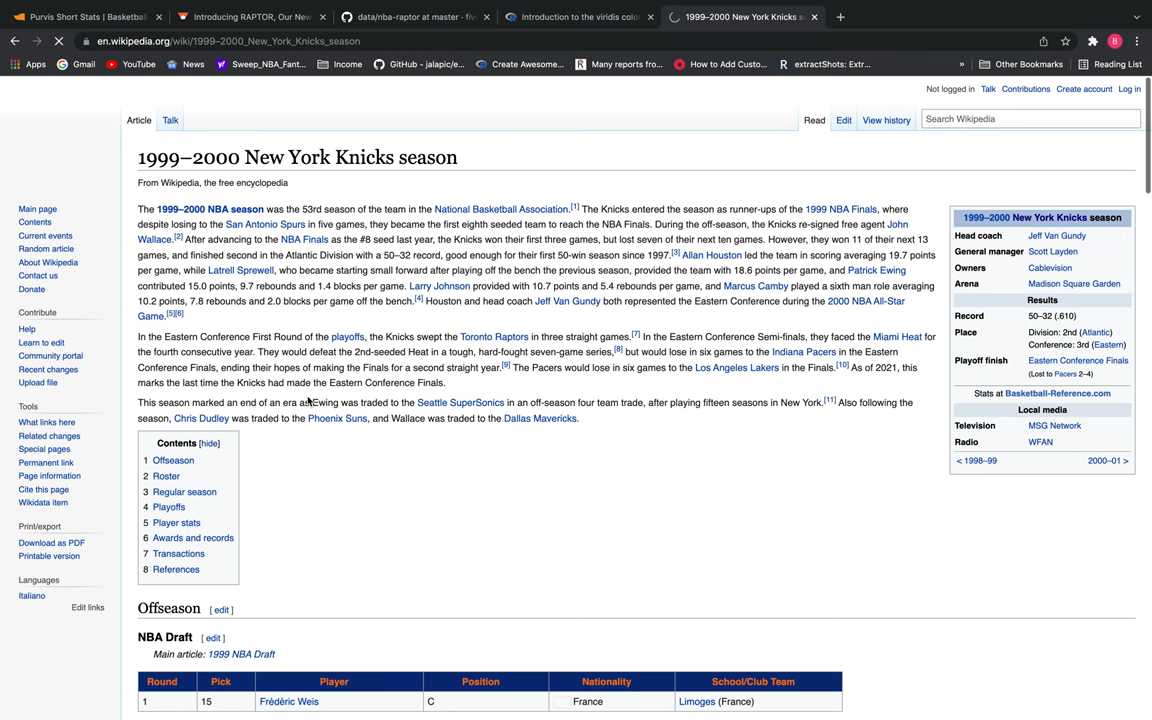 Purvis Short Stats | Basketball-
Introducing RAPTOR, Our New
data/nba-raptor at master · fiv
Introduction to the viridis colo
1999–2000 New York Knicks s
en.wikipedia.org/wiki/1999–2000_New_York_Knicks_season
B
Apps
Gmail
YouTube
News
Sweep_NBA_Fant...
Income
GitHub - jalapic/e...
Create Awesome...
Many reports fro...
How to Add Custo...
extractShots: Extr...
»
Other Bookmarks
Reading List
Not logged in Talk Contributions Create account Log in
Article Talk
Read Edit View history
Search Wikipedia
1999–2000 New York Knicks season
From Wikipedia, the free encyclopedia
Main page
Contents
Current events
Random article
About Wikipedia
Contact us
Donate
Contribute
Help
Learn to edit
Community portal
Recent changes
Upload file
Tools
What links here
Related changes
Special pages
Permanent link
Page information
Cite this page
Wikidata item
Print/export
Download as PDF
Printable version
Languages
Italiano
Edit links
The 1999–2000 NBA season was the 53rd season of the team in the National Basketball Association.[1] The Knicks entered the season as runner-ups of the 1999 NBA Finals, where
despite losing to the San Antonio Spurs in five games, they became the first eighth seeded team to reach the NBA Finals. During the off-season, the Knicks re-signed free agent John
Wallace.[2] After advancing to the NBA Finals as the #8 seed last year, the Knicks won their first three games, but lost seven of their next ten games. However, they won 11 of their next 13
games, and finished second in the Atlantic Division with a 50–32 record, good enough for their first 50-win season since 1997.[3] Allan Houston led the team in scoring averaging 19.7 points
per game, while Latrell Sprewell, who became starting small forward after playing off the bench the previous season, provided the team with 18.6 points per game, and Patrick Ewing
contributed 15.0 points, 9.7 rebounds and 1.4 blocks per game. Larry Johnson provided with 10.7 points and 5.4 rebounds per game, and Marcus Camby played a sixth man role averaging
10.2 points, 7.8 rebounds and 2.0 blocks per game off the bench.[4] Houston and head coach Jeff Van Gundy both represented the Eastern Conference during the 2000 NBA All-Star
Game.[5][6]
In the Eastern Conference First Round of the playoffs, the Knicks swept the Toronto Raptors in three straight games.[7] In the Eastern Conference Semi-finals, they faced the Miami Heat for
the fourth consecutive year. They would defeat the 2nd-seeded Heat in a tough, hard-fought seven-game series,[8] but would lose in six games to the Indiana Pacers in the Eastern
Conference Finals, ending their hopes of making the Finals for a second straight year.[9] The Pacers would lose in six games to the Los Angeles Lakers in the Finals.[10] As of 2021, this
marks the last time the Knicks had made the Eastern Conference Finals.
This season marked an end of an era as Ewing was traded to the Seattle SuperSonics in an off-season four team trade, after playing fifteen seasons in New York.[11] Also following the
season, Chris Dudley was traded to the Phoenix Suns, and Wallace was traded to the Dallas Mavericks.
Contents [hide]
1 Offseason
2 Roster
3 Regular season
4 Playoffs
5 Player stats
6 Awards and records
7 Transactions
8 References
1999–2000 New York Knicks season
Head coach Jeff Van Gundy
General manager Scott Layden
Owners Cablevision
Arena Madison Square Garden
Results
Record 50–32 (.610)
Place Division: 2nd (Atlantic)
Conference: 3rd (Eastern)
Playoff finish Eastern Conference Finals
(Lost to Pacers 2–4)
Stats at Basketball-Reference.com
Local media
Television MSG Network
Radio WFAN
< 1998–99 2000–01 >
Offseason [ edit ]
NBA Draft [ edit ]
Main article: 1999 NBA Draft
Round Pick Player Position Nationality School/Club Team
1 15 Frédéric Weis C France Limoges (France)